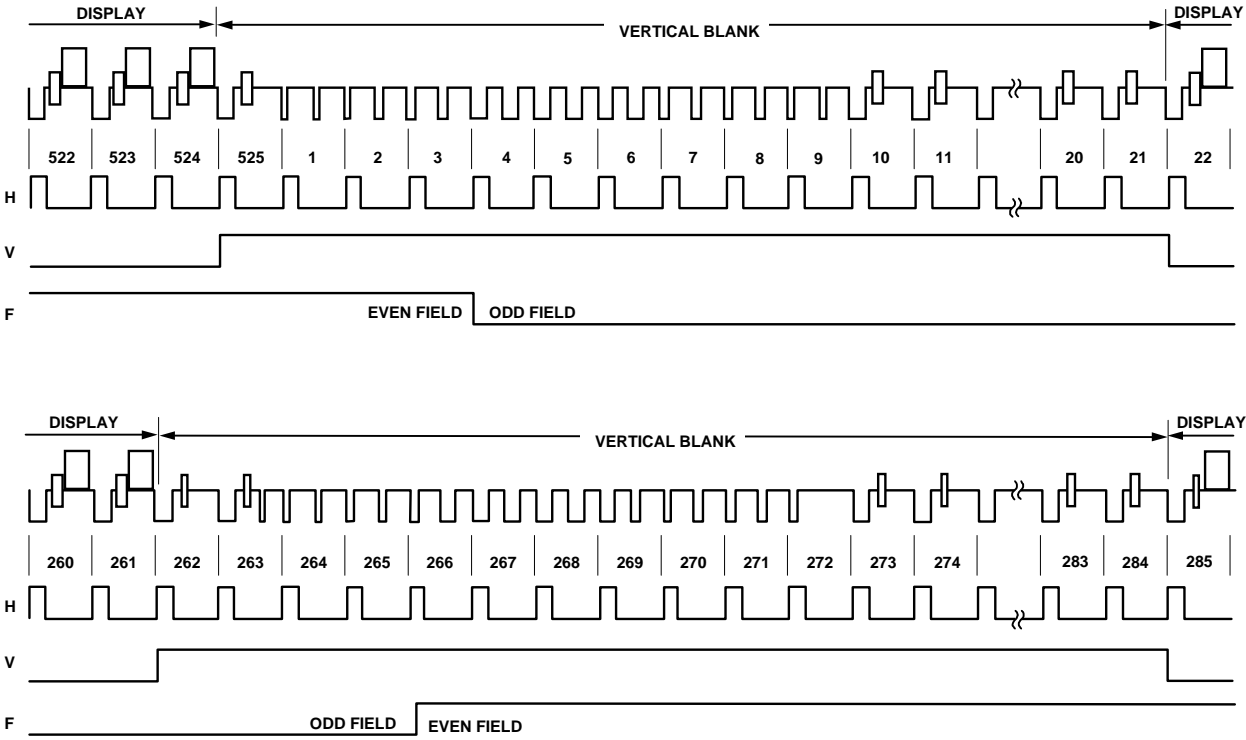 DISPLAY
DISPLAY
VERTICAL BLANK
522 523 524 525 1 2 3 4 5 6 7 8 9 10 11 20 21 22
H
V
F
EVEN FIELD ODD FIELD
DISPLAY
DISPLAY
VERTICAL BLANK
260 261 262 263 264 265 266 267 268 269 270 271 272 273 274 283 284 285
H
V
F
ODD FIELD EVEN FIELD